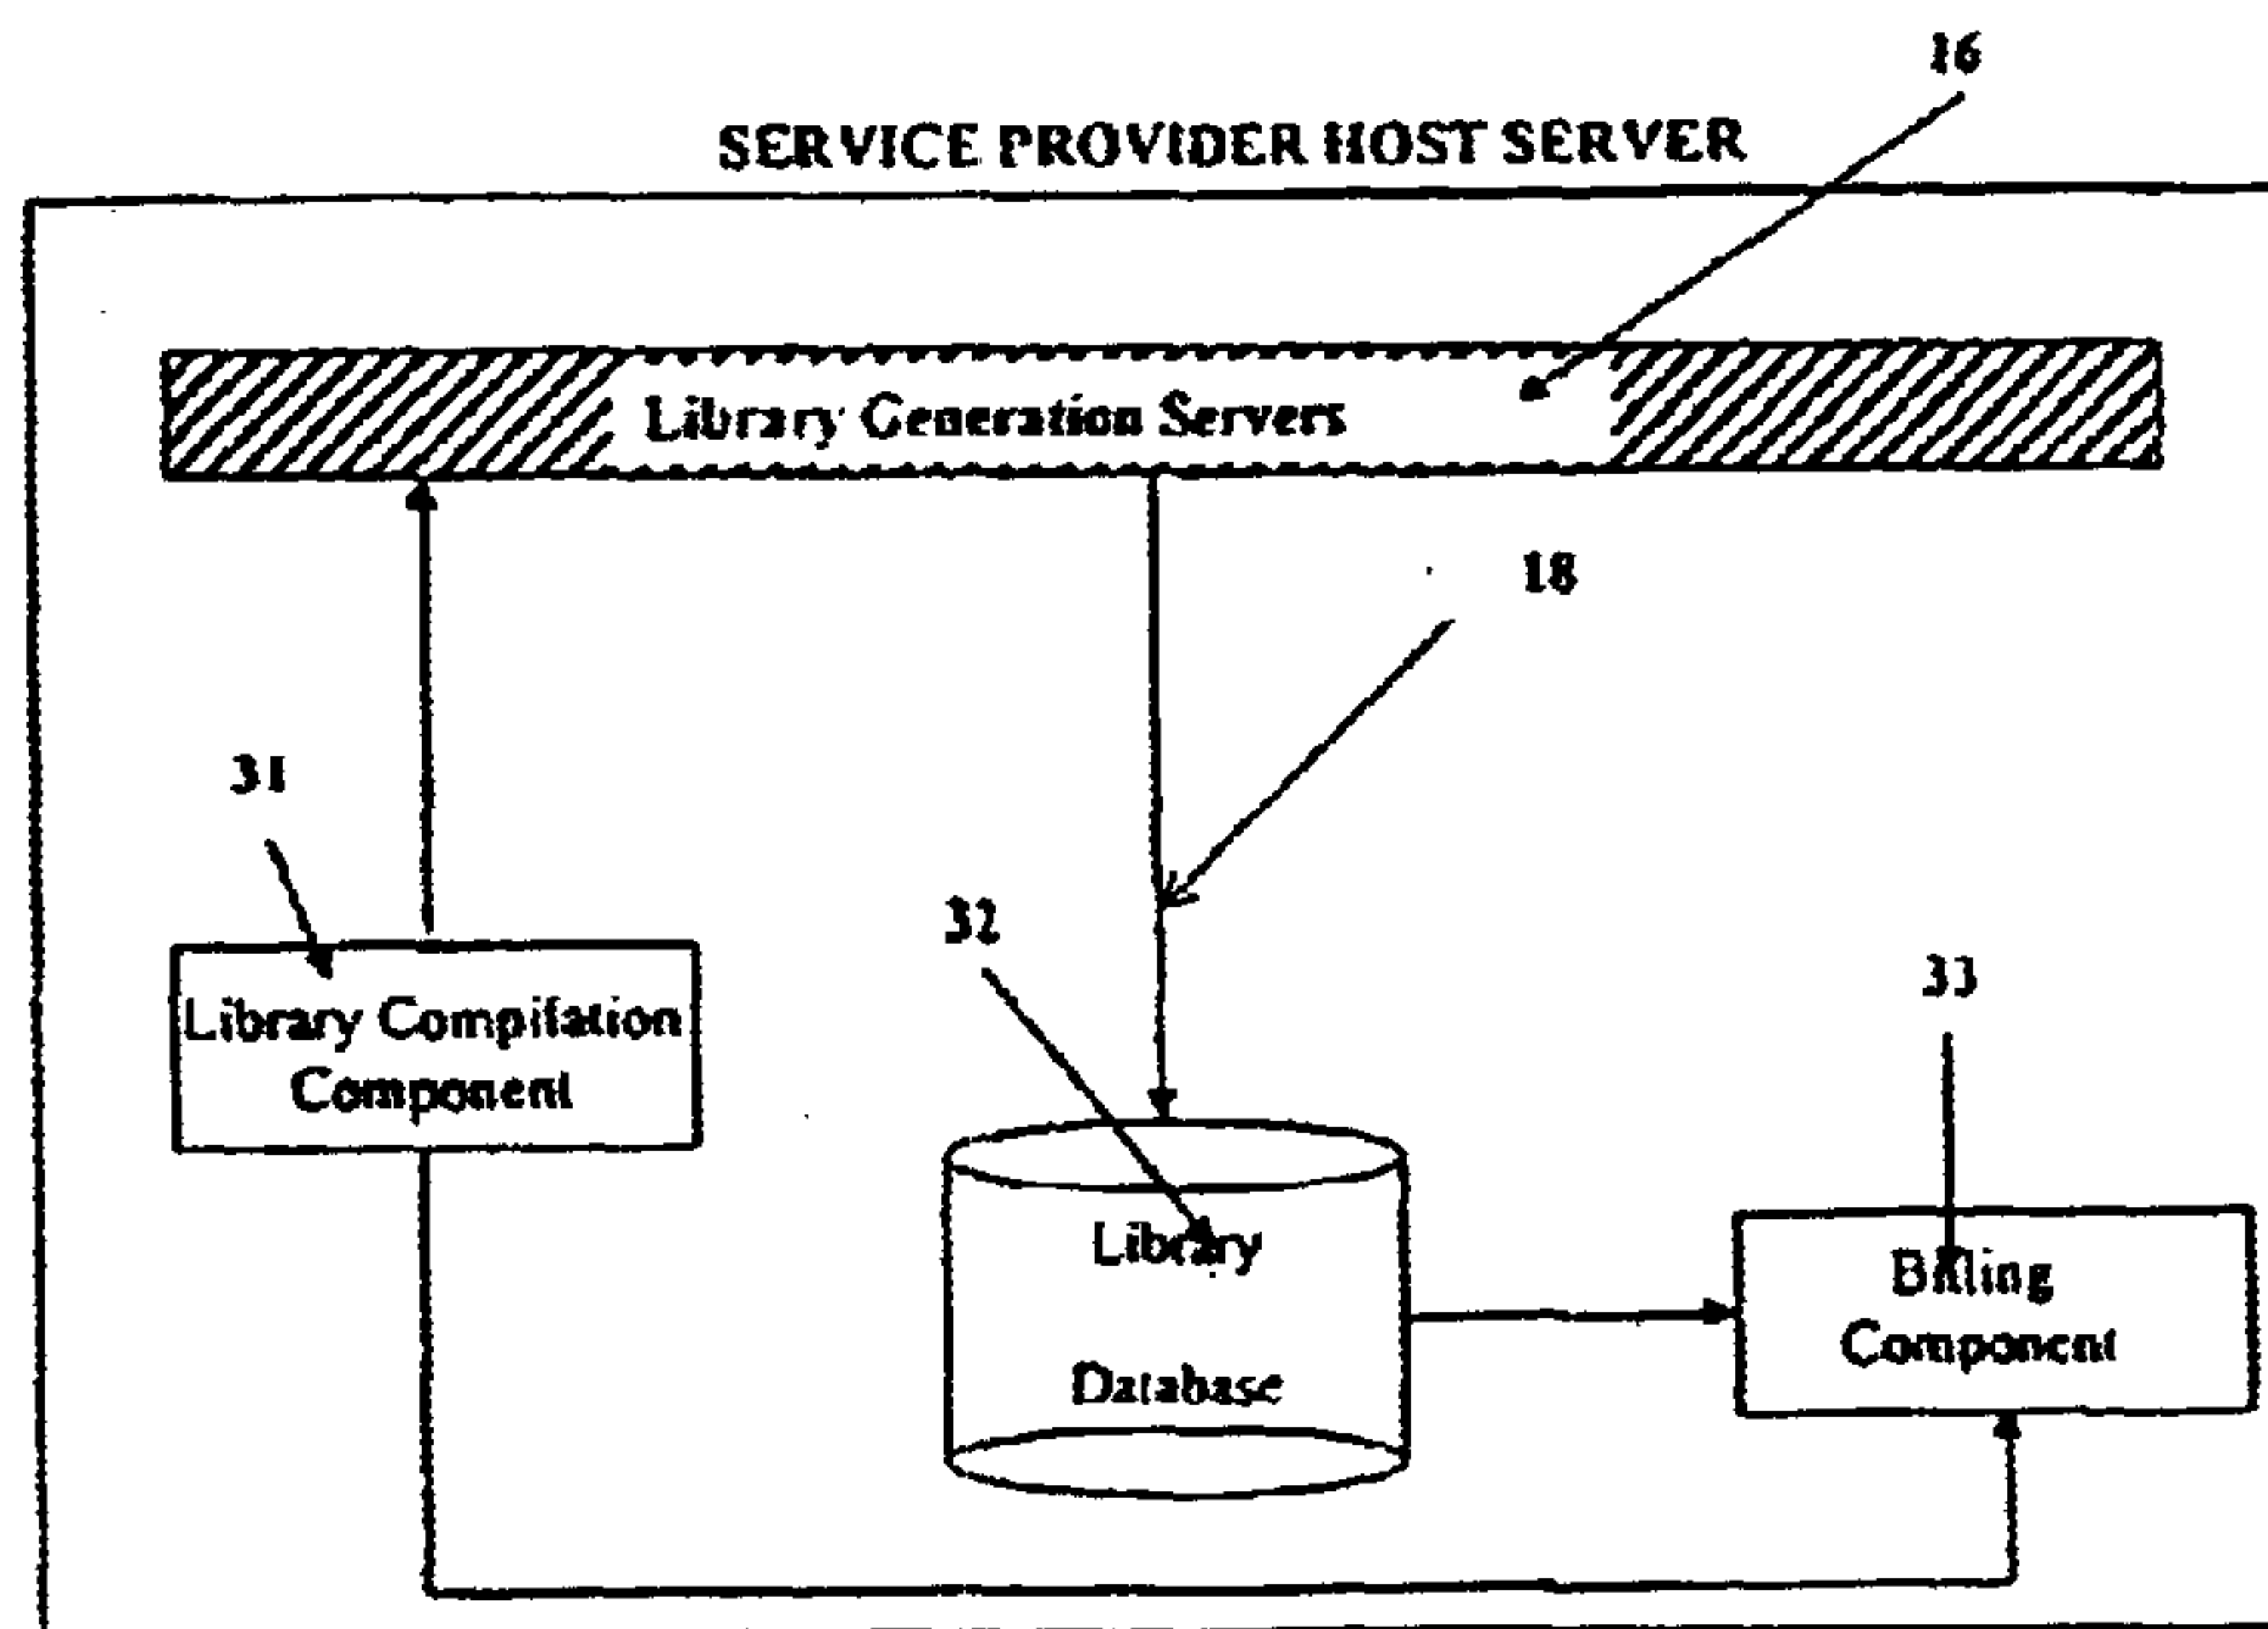 16
SERVICE PROVIDER HOST SERVER
Library Generation Servers
18
31
32
33
Library Compilation
Component
Library
Database
Billing
Component